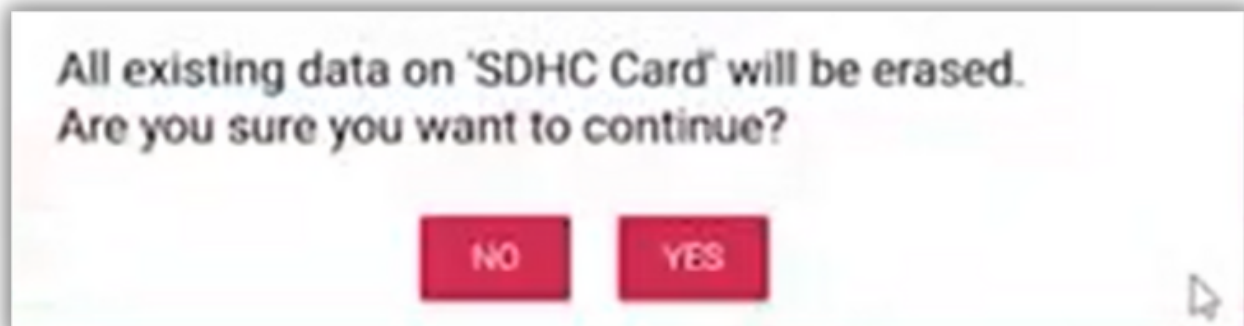 All existing data on 'SDHC Card' will be erased.
Are you sure you want to continue?
NO YES